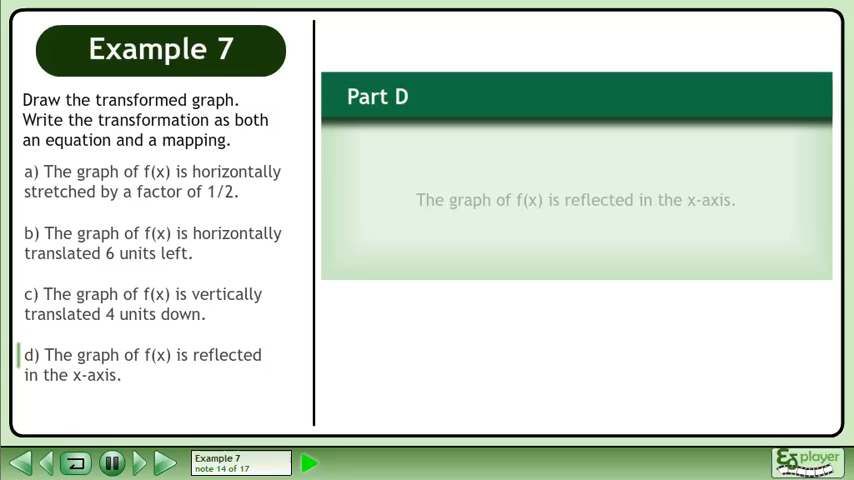 Example 7
Draw the transformed graph.
Write the transformation as both
an equation and a mapping.
a) The graph of f(x) is horizontally
stretched by a factor of 1/2.
b) The graph of f(x) is horizontally
translated 6 units left.
c) The graph of f(x) is vertically
translated 4 units down.
d) The graph of f(x) is reflected
in the x-axis.
Part D
The graph of f(x) is reflected in the x-axis.
Example 7
note 14 of 17
player